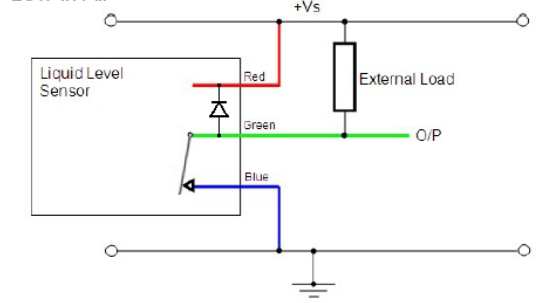 +Vs
Liquid Level
Sensor
Red
External Load
Green
O/P
Blue